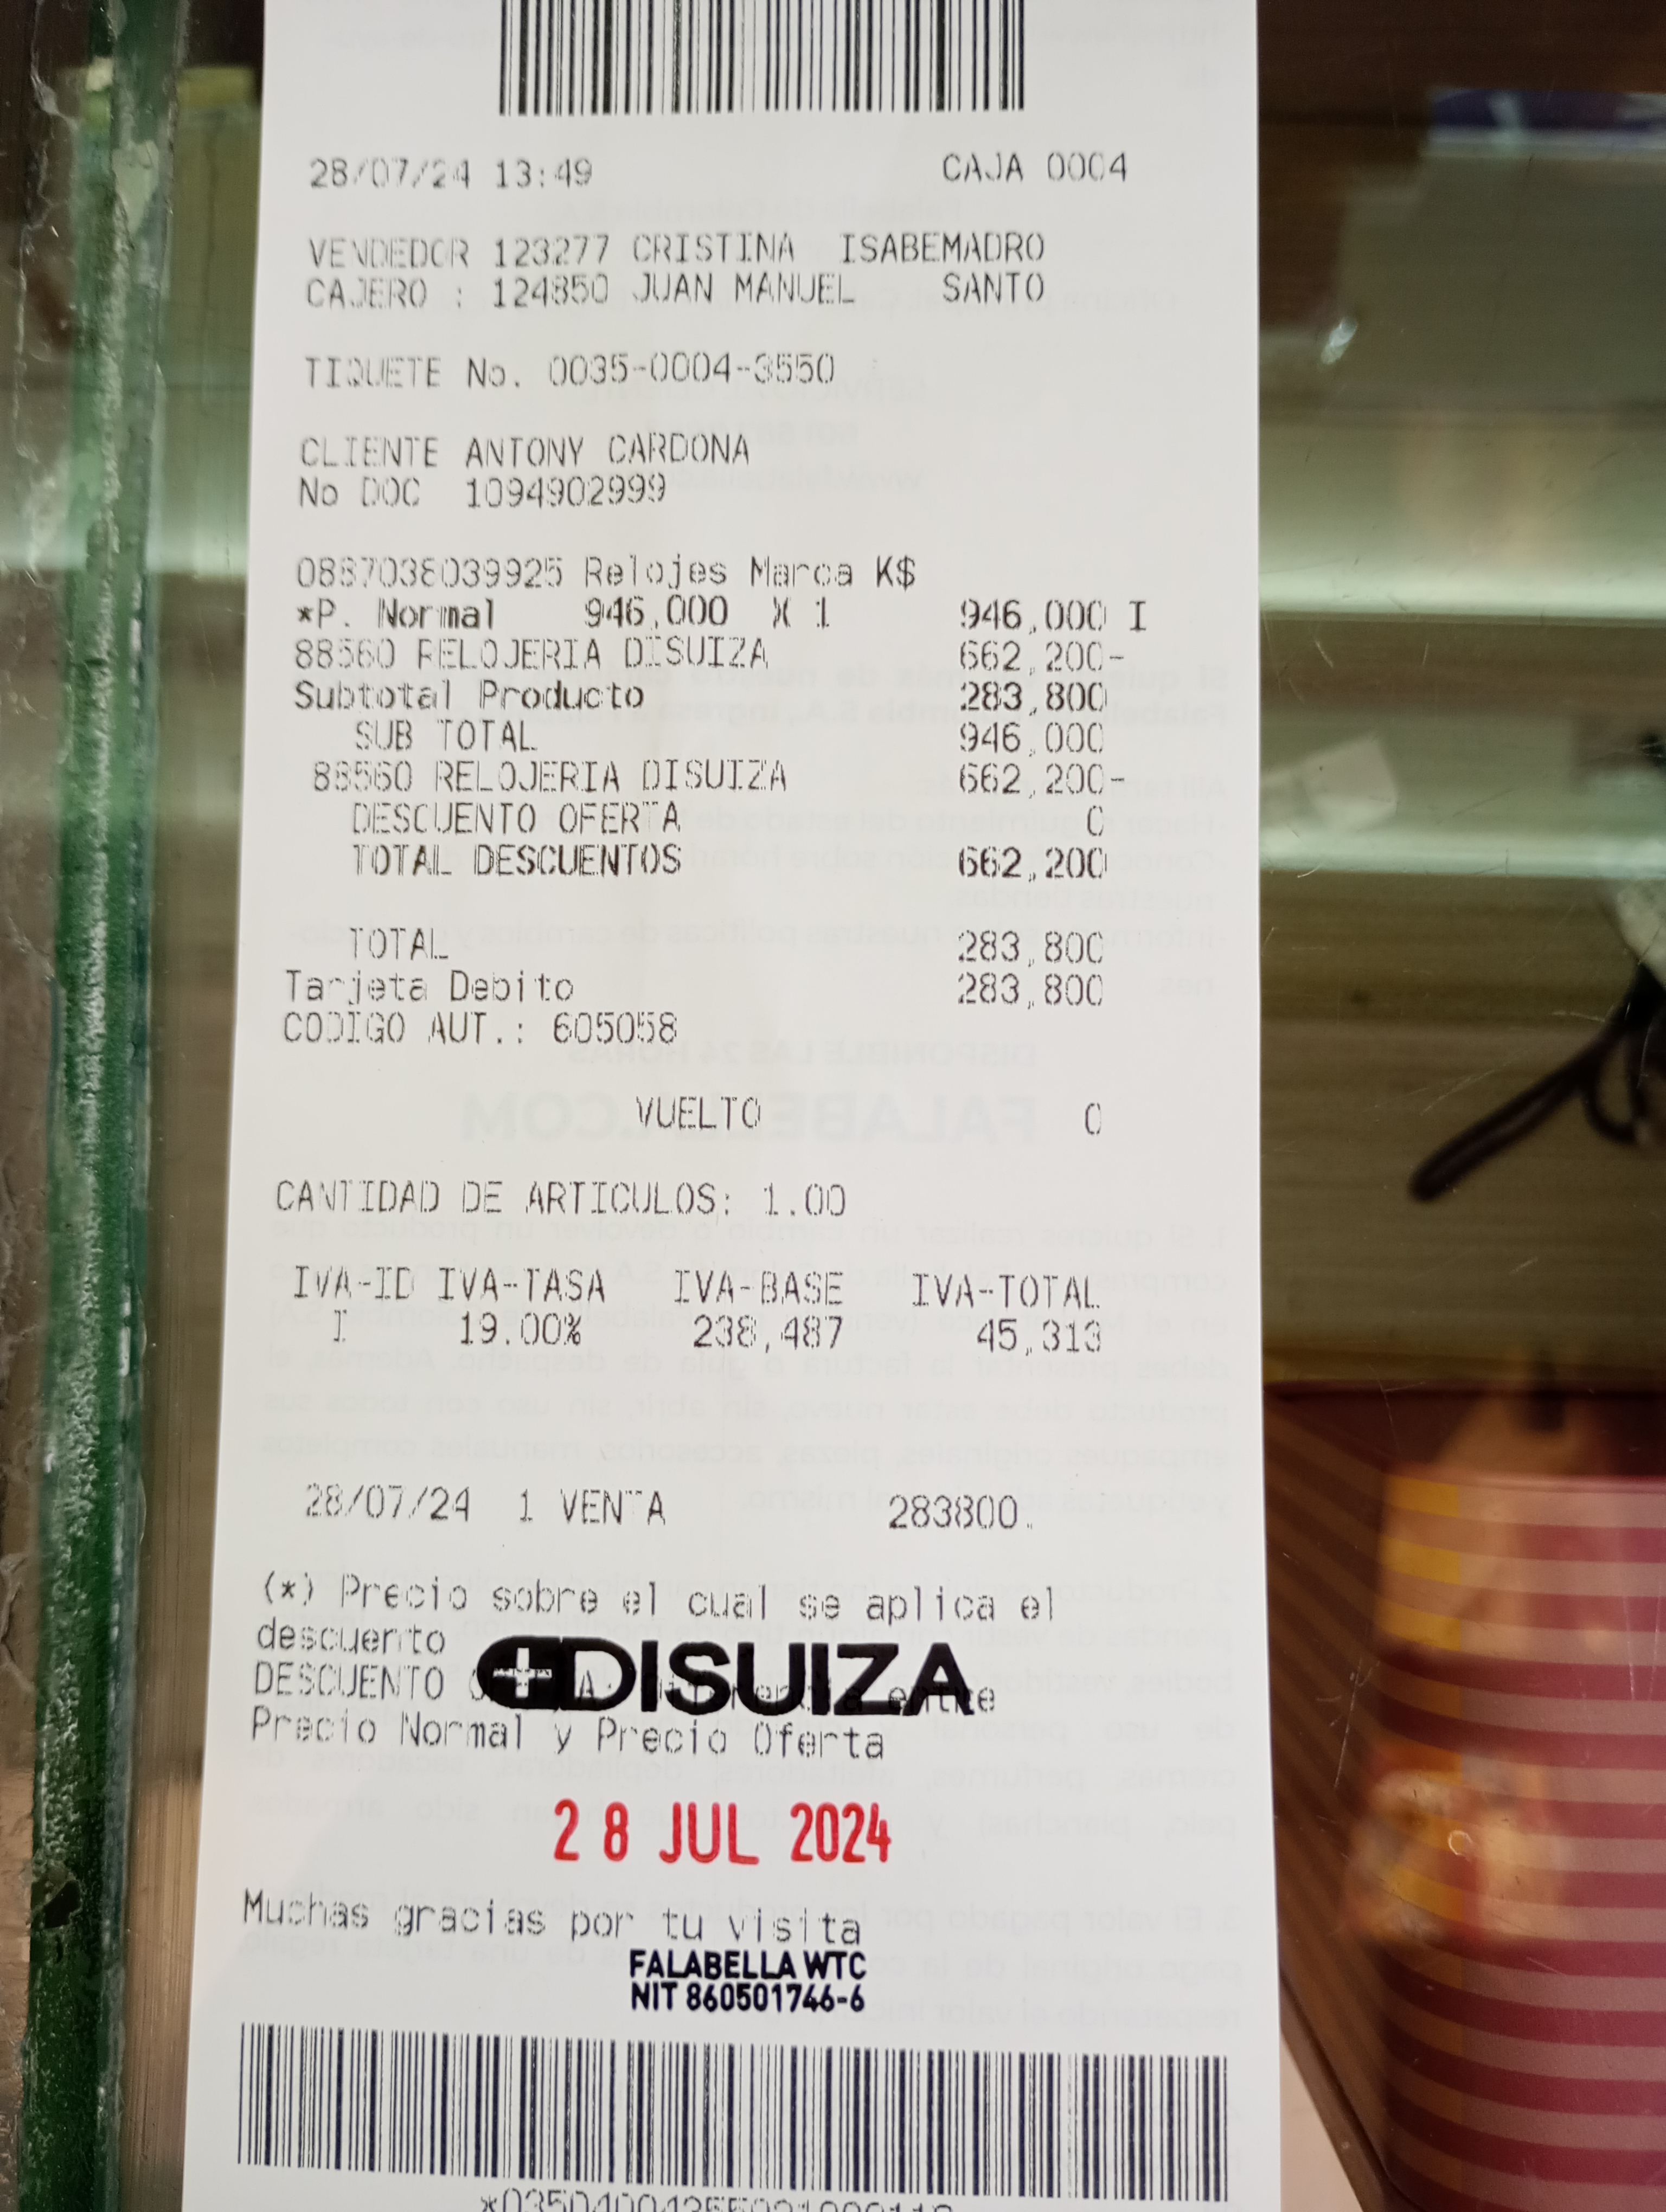 28/07/24 13:49 CAJA 0004
VENDEDOR 123277 CRISTINA ISABEMADRO
CAJERO : 124850 JUAN MANUEL SANTO
TIQUETE No. 0035-0004-3550
CLIENTE ANTONY CARDONA
No DOC 1094902999
0887038039925 Relojes Marca K$
*P. Normal 946,000 X 1 946,000 I
88560 RELOJERIA DISUIZA 662,200-
Subtotal Producto 283,800
SUB TOTAL 946,000
88560 RELOJERIA DISUIZA 662,200-
DESCUENTO OFERTA 0
TOTAL DESCUENTOS 662,200
TOTAL 283,800
Tarjeta Debito 283,800
CODIGO AUT.: 605058
VUELTO 0
CANTIDAD DE ARTICULOS: 1.00
IVA-ID IVA-TASA IVA-BASE IVA-TOTAL
I 19.00% 238,487 45,313
28/07/24 1 VENTA 283800.
(*) Precio sobre el cual se aplica el
descuento
DISUIZA
DESCUENTO OFERTA: Diferencia entre
Precio Normal y Precio Oferta
28 JUL 2024
Muchas gracias por tu visita
FALABELLA WTC
NIT 860501746-6